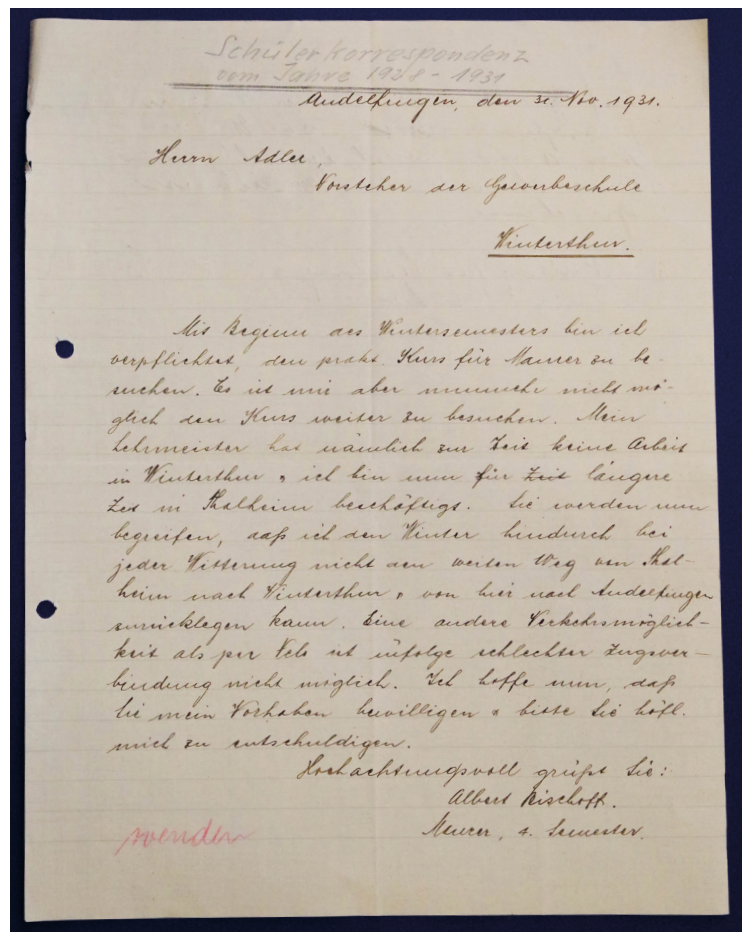 Schülerkorrespondenz
vom Jahre 1928 - 1931
Andelfingen, den 31. Nov. 1931.
Herrn Adler,
Vorsteher der Gewerbeschule
Winterthur.
Mit Beginn des Wintersemesters bin ich
verpflichtet, den prakt. Kurs für Maurer zu be-
suchen. Es ist mir aber nunmehr nicht mö-
glich den Kurs weiter zu besuchen. Mein
Lehrmeister hat nämlich zur Zeit keine Arbeit
in Winterthur & ich bin nun für Zeit längere
Zeit in Thalheim beschäftigt. Sie werden nun
begreifen, daß ich den Winter hindurch bei
jeder Witterung nicht den weiten Weg von Thal-
heim nach Winterthur & von hier nach Andelfingen
zurücklegen kann. Eine andere Verkehrsmöglich-
keit als per Velo ist infolge schlechter Zugsver-
bindung nicht möglich. Ich hoffe nun, daß
Sie mein Vorhaben bewilligen & bitte Sie höfl.
mich zu entschuldigen.
Hochachtungsvoll grüßt Sie:
Albert Bischoff.
Maurer, 4. Semester.
wenden